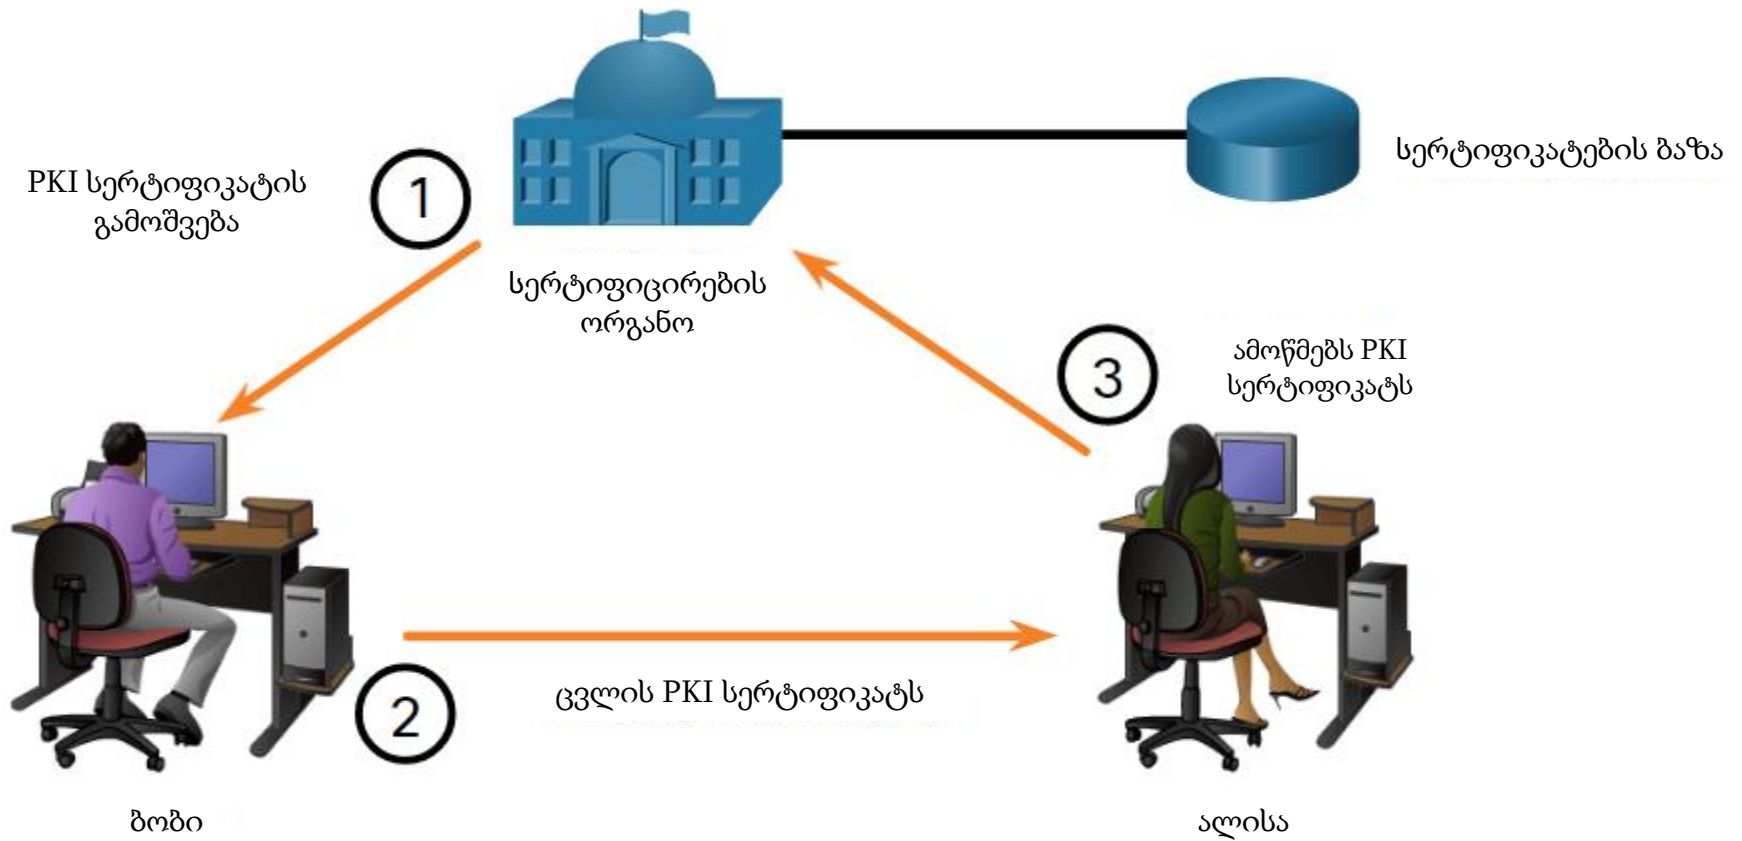 PKI სერტიფიკატის
გამოშვება
1
სერტიფიცირების
ორგანო
სერტიფიკატების ბაზა
3
ამოწმებს PKI
სერტიფიკატს
2
ცვლის PKI სერტიფიკატს
ბობი
ალისა